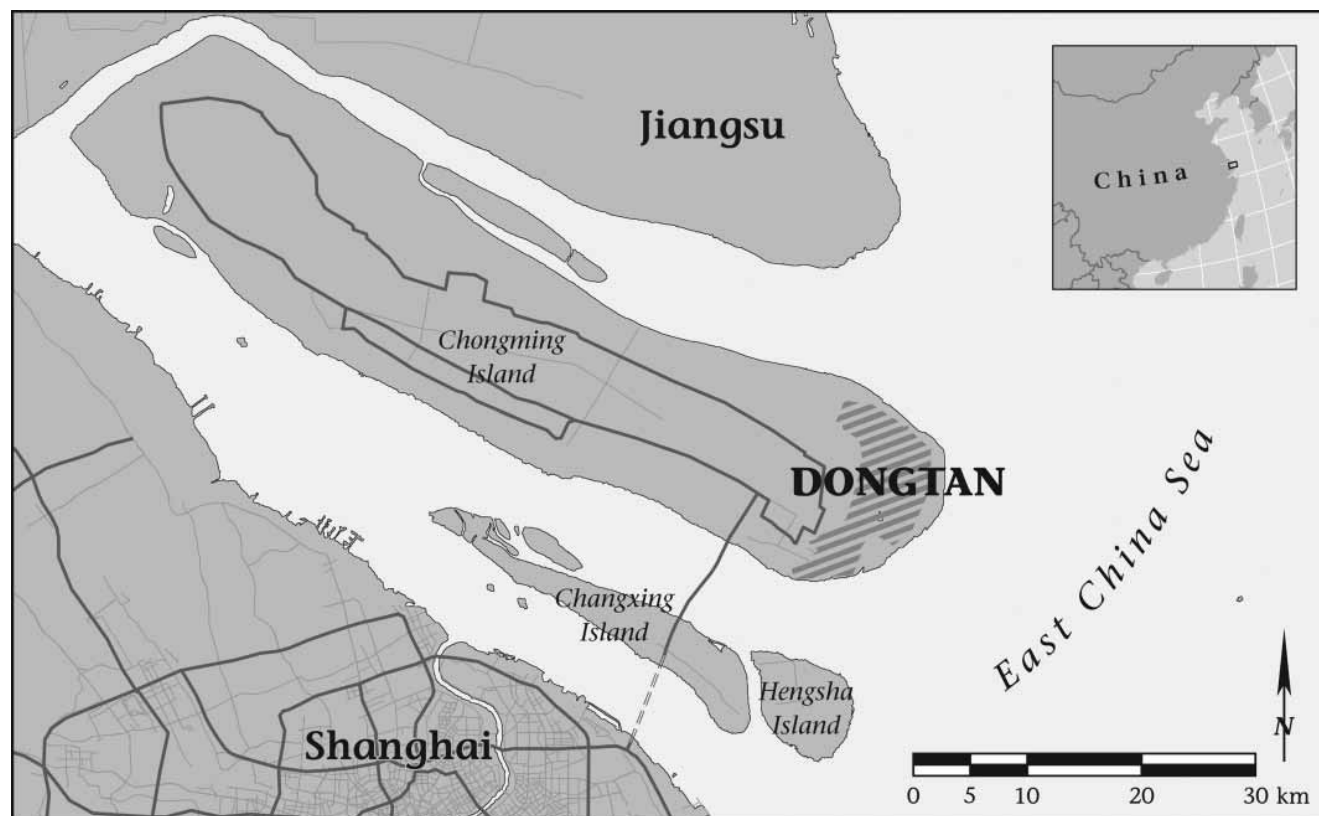 Jiangsu
China
Chongming
Island
DONGTAN
East China Sea
Changxing
Island
Hengsha
Island
Shanghai
N
0 5 10 20 30 km